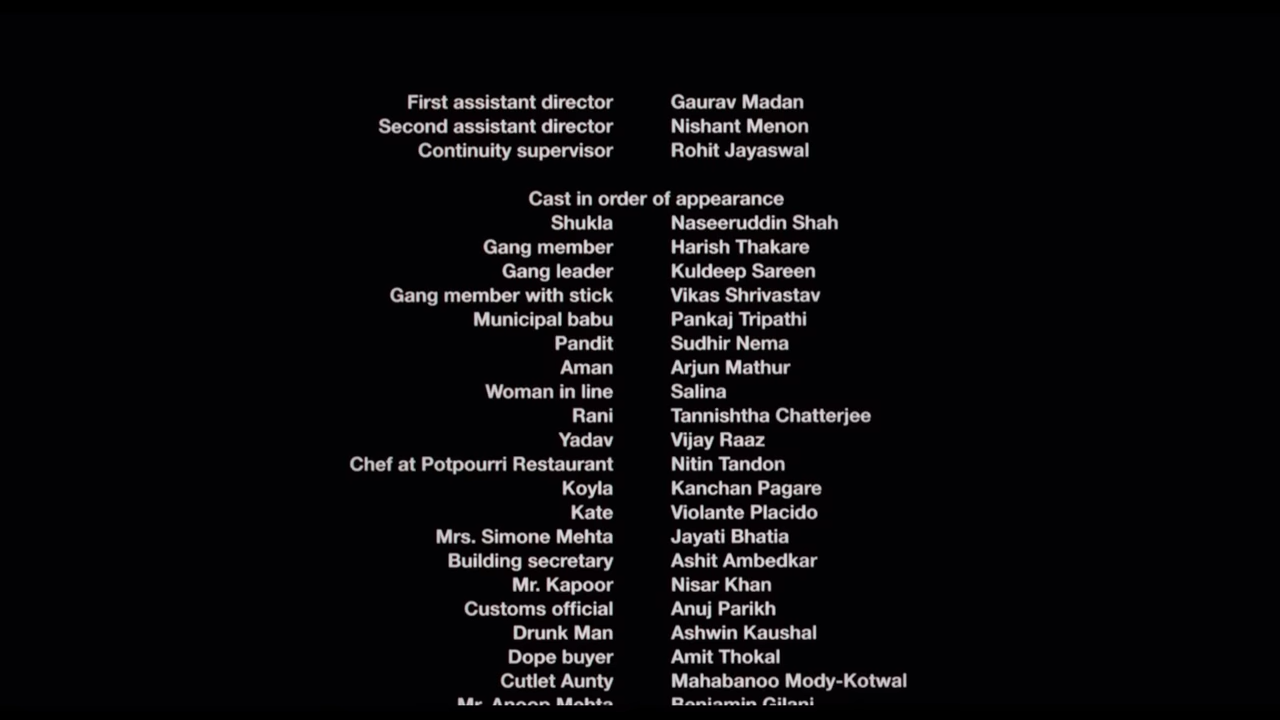 First assistant director Gaurav Madan
Second assistant director Nishant Menon
Continuity supervisor Rohit Jayaswal
Cast in order of appearance
Shukla Naseeruddin Shah
Gang member Harish Thakare
Gang leader Kuldeep Sareen
Gang member with stick Vikas Shrivastav
Municipal babu Pankaj Tripathi
Pandit Sudhir Nema
Aman Arjun Mathur
Woman in line Salina
Rani Tannishtha Chatterjee
Yadav Vijay Raaz
Chef at Potpourri Restaurant Nitin Tandon
Koyla Kanchan Pagare
Kate Violante Placido
Mrs. Simone Mehta Jayati Bhatia
Building secretary Ashit Ambedkar
Mr. Kapoor Nisar Khan
Customs official Anuj Parikh
Drunk Man Ashwin Kaushal
Dope buyer Amit Thokal
Cutlet Aunty Mahabanoo Mody-Kotwal
Mr. Anoop Mehta Benjamin Gilani